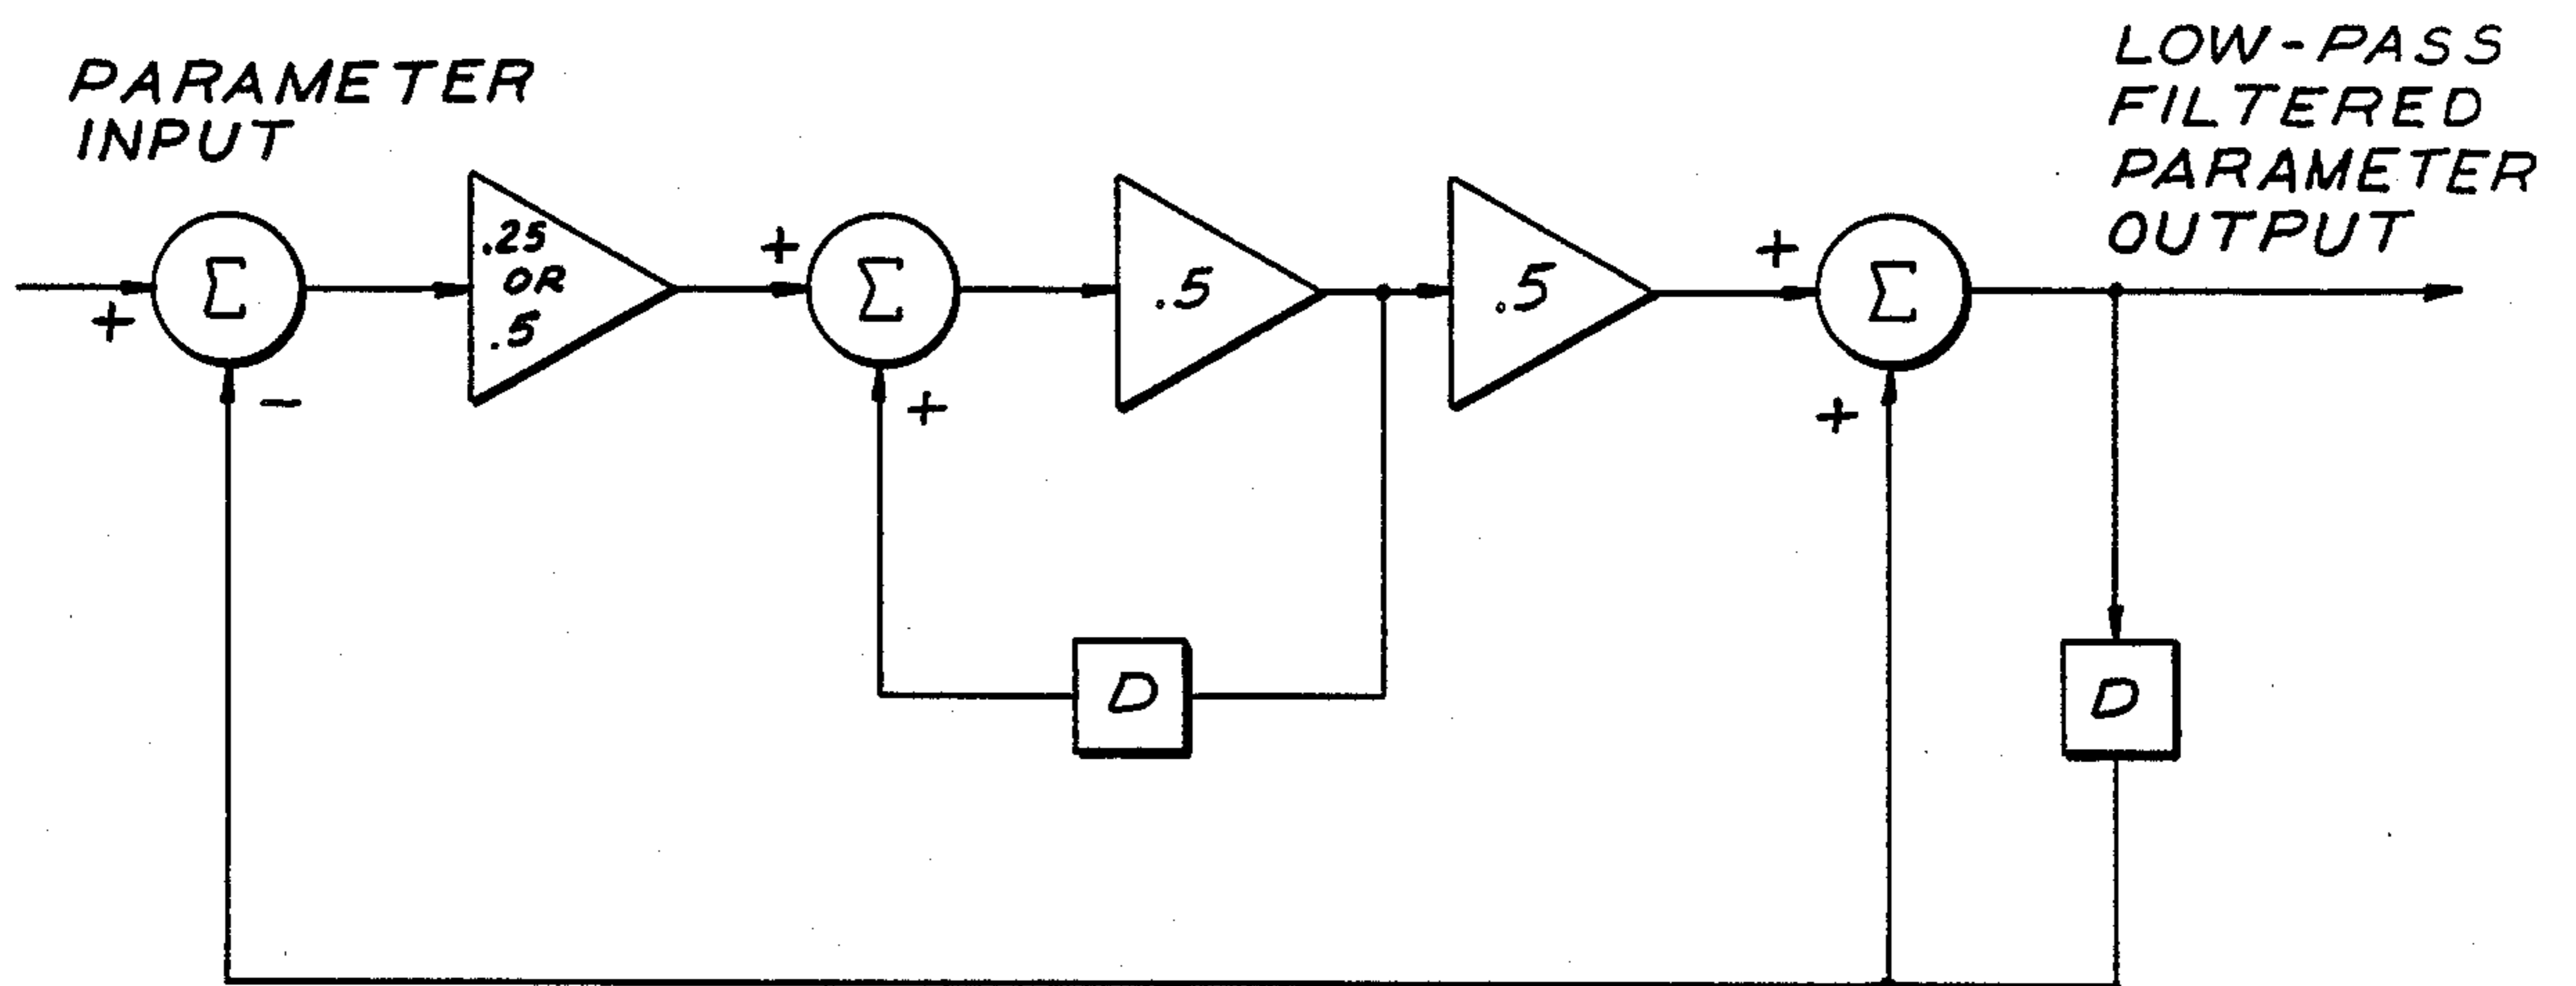 PARAMETER
INPUT
LOW-PASS
FILTERED
PARAMETER
OUTPUT
+
Σ
−
.25
OR
.5
+
Σ
+
.5
.5
+
Σ
+
D
D